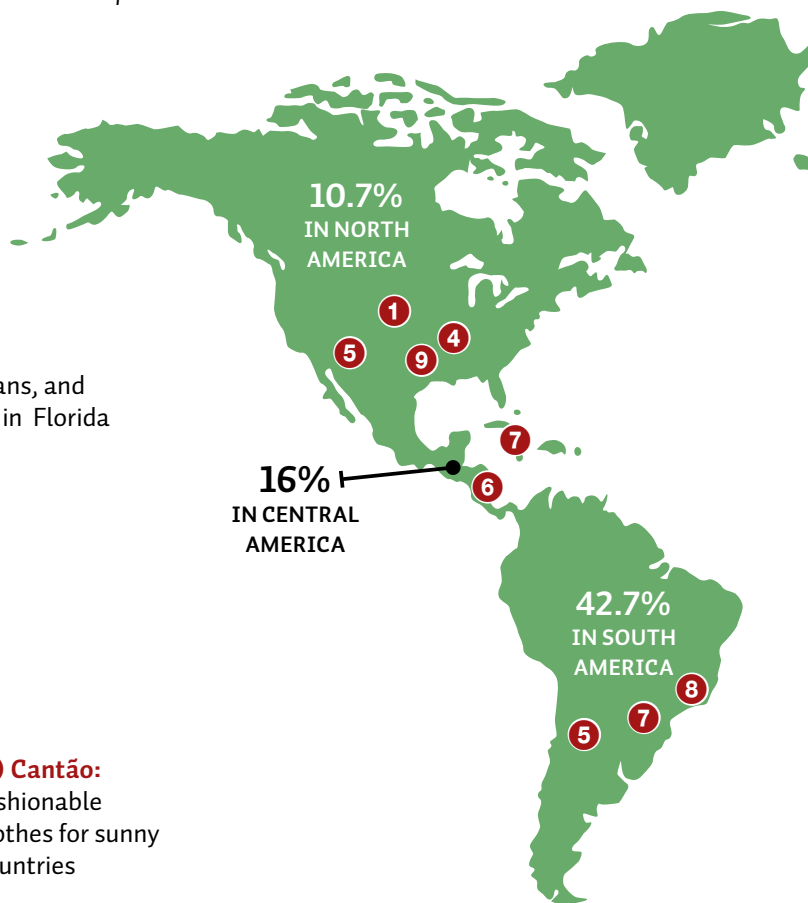 10.7%
IN NORTH
AMERICA
1
5
4
9
ans, and
in Florida
7
16%
IN CENTRAL
AMERICA
6
42.7%
IN SOUTH
AMERICA
8
7
5
Cantão:
shionable
othes for sunny
untries